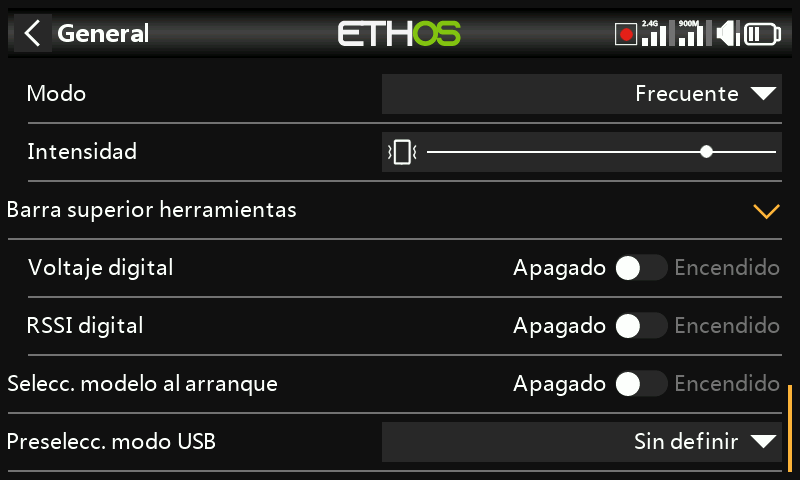 General
ETHOS
2.4G
900M
Modo
Frecuente
Intensidad
Barra superior herramientas
Voltaje digital
Apagado
Encendido
RSSI digital
Apagado
Encendido
Selecc. modelo al arranque
Apagado
Encendido
Preselecc. modo USB
Sin definir